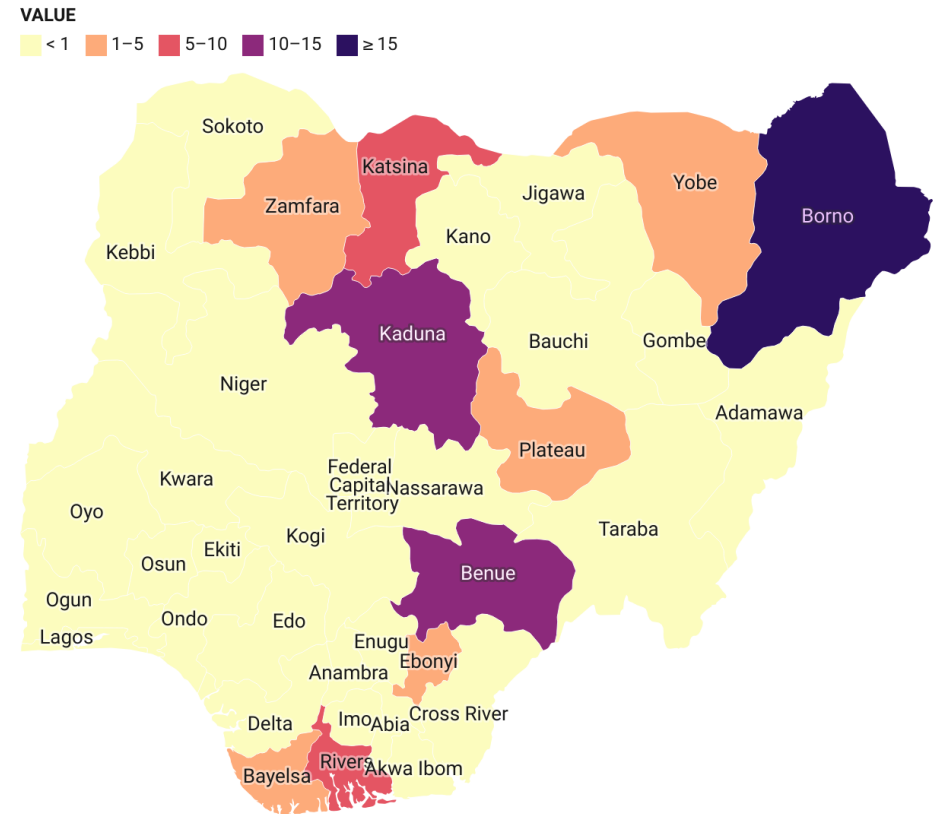 VALUE
< 1 1–5 5–10 10–15 ≥ 15
Sokoto
Katsina
Yobe
Jigawa
Zamfara
Borno
Kano
Kebbi
Kaduna
Bauchi
Gombe
Niger
Adamawa
Plateau
Federal
Capital
Territory
Nassarawa
Kwara
Oyo
Taraba
Kogi
Ekiti
Osun
Benue
Ogun
Ondo
Edo
Lagos
Enugu
Ebonyi
Anambra
Cross River
Imo
Abia
Delta
Rivers
Akwa Ibom
Bayelsa